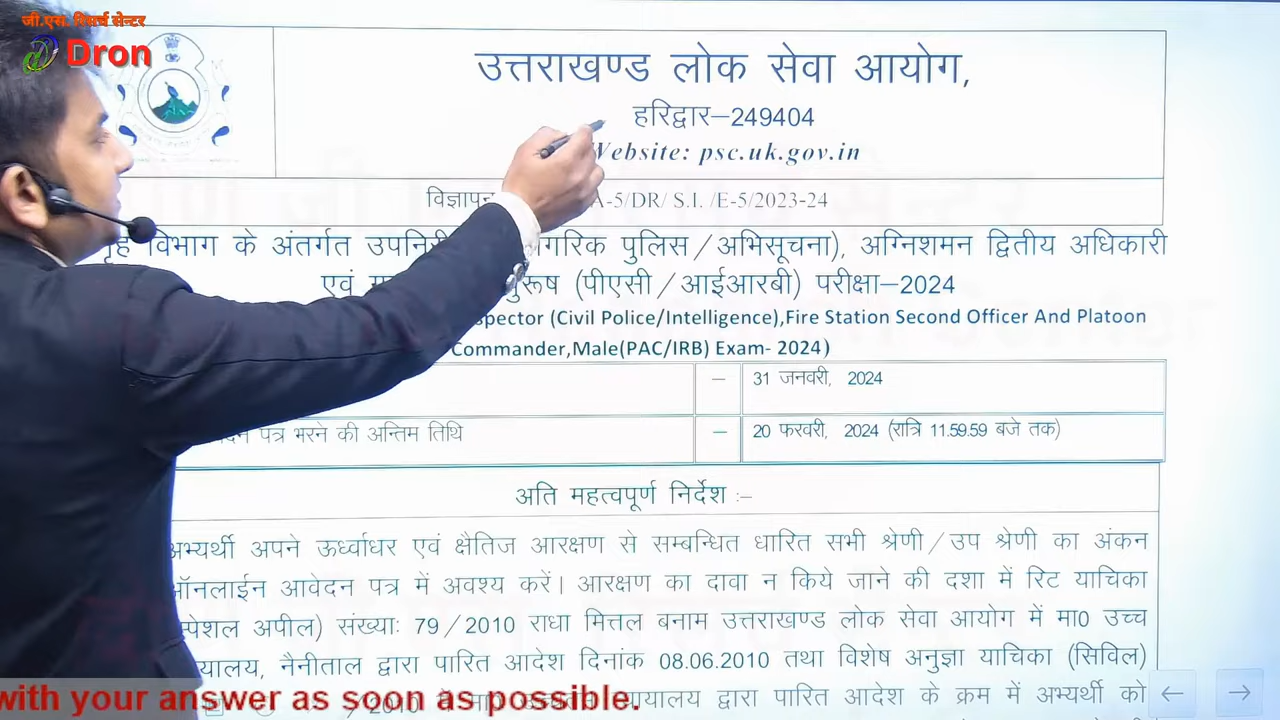 जी.एस. रिसर्च सेन्टर
Dron
उत्तराखण्ड लोक सेवा आयोग,
हरिद्वार–249404
Website: psc.uk.gov.in
विज्ञापन A-5/DR/ S.I. /E-5/2023-24
विभाग के अंतर्गत पुलिस/अभिसूचना), अग्निशमन द्वितीय अधिकारी
एवं (पीएसी/आईआरबी) परीक्षा–2024
(Civil Police/Intelligence),Fire Station Second Officer And Platoon
Commander,Male(PAC/IRB) Exam- 2024)
– 31 जनवरी, 2024
पत्र भरने की अन्तिम तिथि – 20 फरवरी, 2024 (रात्रि 11.59.59 बजे तक)
अति महत्वपूर्ण निर्देश :–
अभ्यर्थी अपने ऊर्ध्वाधर एवं क्षैतिज आरक्षण से सम्बन्धित धारित सभी श्रेणी/उप श्रेणी का अंकन
ऑनलाईन आवेदन पत्र में अवश्य करें। आरक्षण का दावा न किये जाने की दशा में रिट याचिका
अपील) संख्याः 79/2010 राधा मित्तल बनाम उत्तराखण्ड लोक सेवा आयोग में मा0 उच्च
नैनीताल द्वारा पारित आदेश दिनांक 08.06.2010 तथा विशेष अनुज्ञा याचिका (सिविल)
द्वारा पारित आदेश के क्रम में अभ्यर्थी को
with your answer as soon as possible.